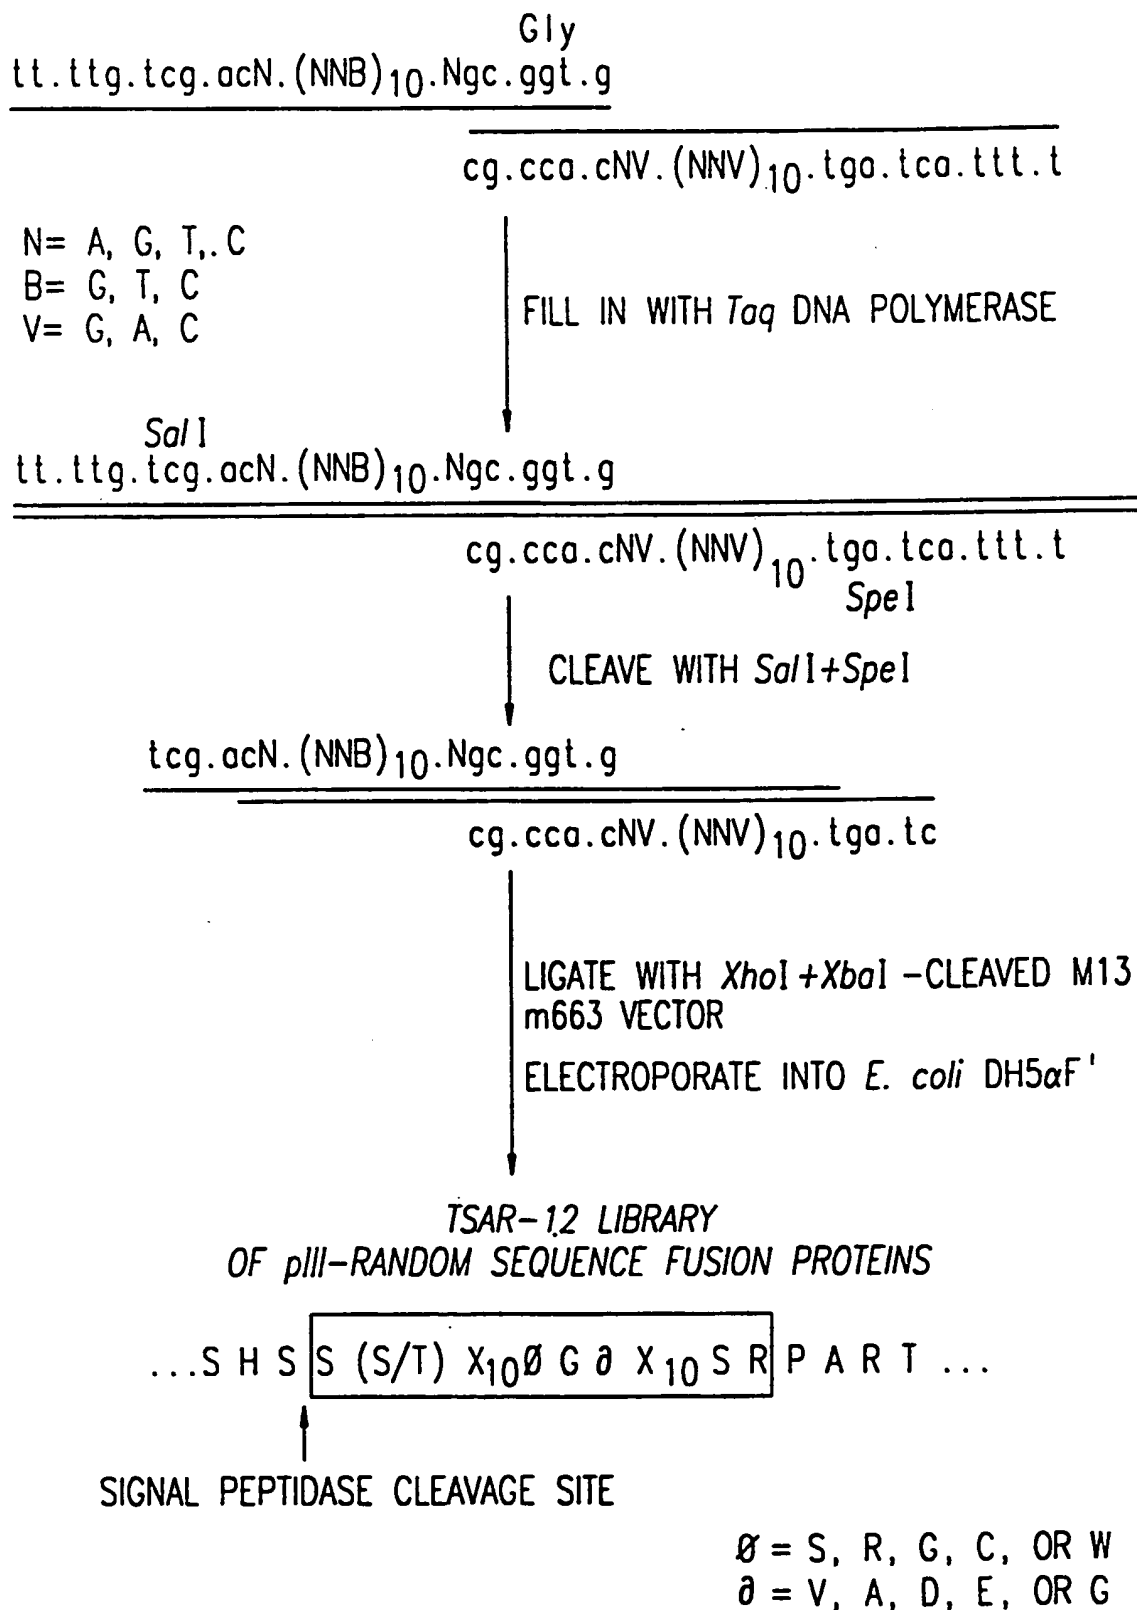 Gly
tt.ttg.tcg.acN.(NNB)10.Ngc.ggt.g
cg.cca.cNV.(NNV)10.tga.tca.ttt.t
N= A, G, T,.C
B= G, T, C
V= G, A, C
FILL IN WITH Taq DNA POLYMERASE
Sal I
tt.ttg.tcg.acN.(NNB)10.Ngc.ggt.g
cg.cca.cNV.(NNV)10.tga.tca.ttt.t
Spe I
CLEAVE WITH Sal I+Spe I
tcg.acN.(NNB)10.Ngc.ggt.g
cg.cca.cNV.(NNV)10.tga.tc
LIGATE WITH XhoI+XbaI -CLEAVED M13
m663 VECTOR
ELECTROPORATE INTO E. coli DH5αF'
TSAR-12 LIBRARY
OF pIII-RANDOM SEQUENCE FUSION PROTEINS
...S H S S (S/T) X10Ø G ∂ X10 S R P A R T ...
SIGNAL PEPTIDASE CLEAVAGE SITE
Ø = S, R, G, C, OR W
∂ = V, A, D, E, OR G